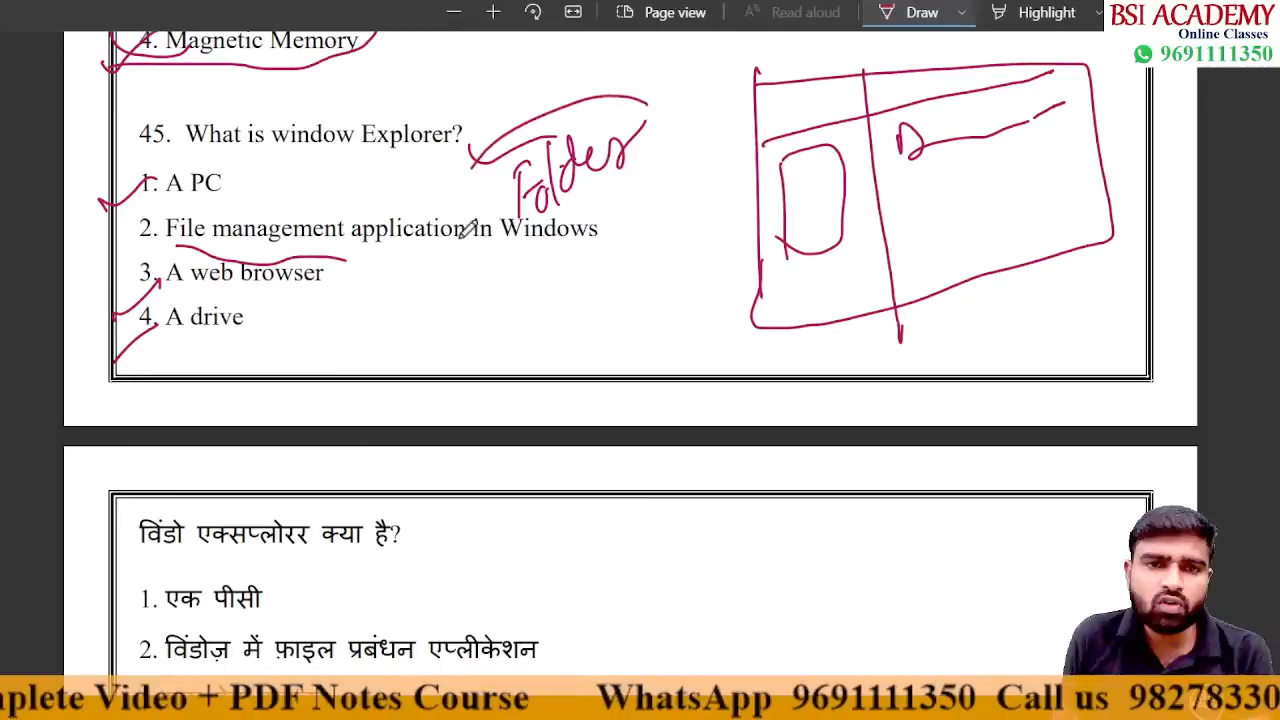 Page view
Read aloud
Draw
Highlight
BSI ACADEMY
Online Classes
9691111350
4. Magnetic Memory
45. What is window Explorer?
Folder
1. A PC
2. File management application in Windows
3. A web browser
4. A drive
विंडो एक्सप्लोरर क्या है?
1. एक पीसी
2. विंडोज़ में फ़ाइल प्रबंधन एप्लीकेशन
mplete Video + PDF Notes Course WhatsApp 9691111350 Call us 98278330